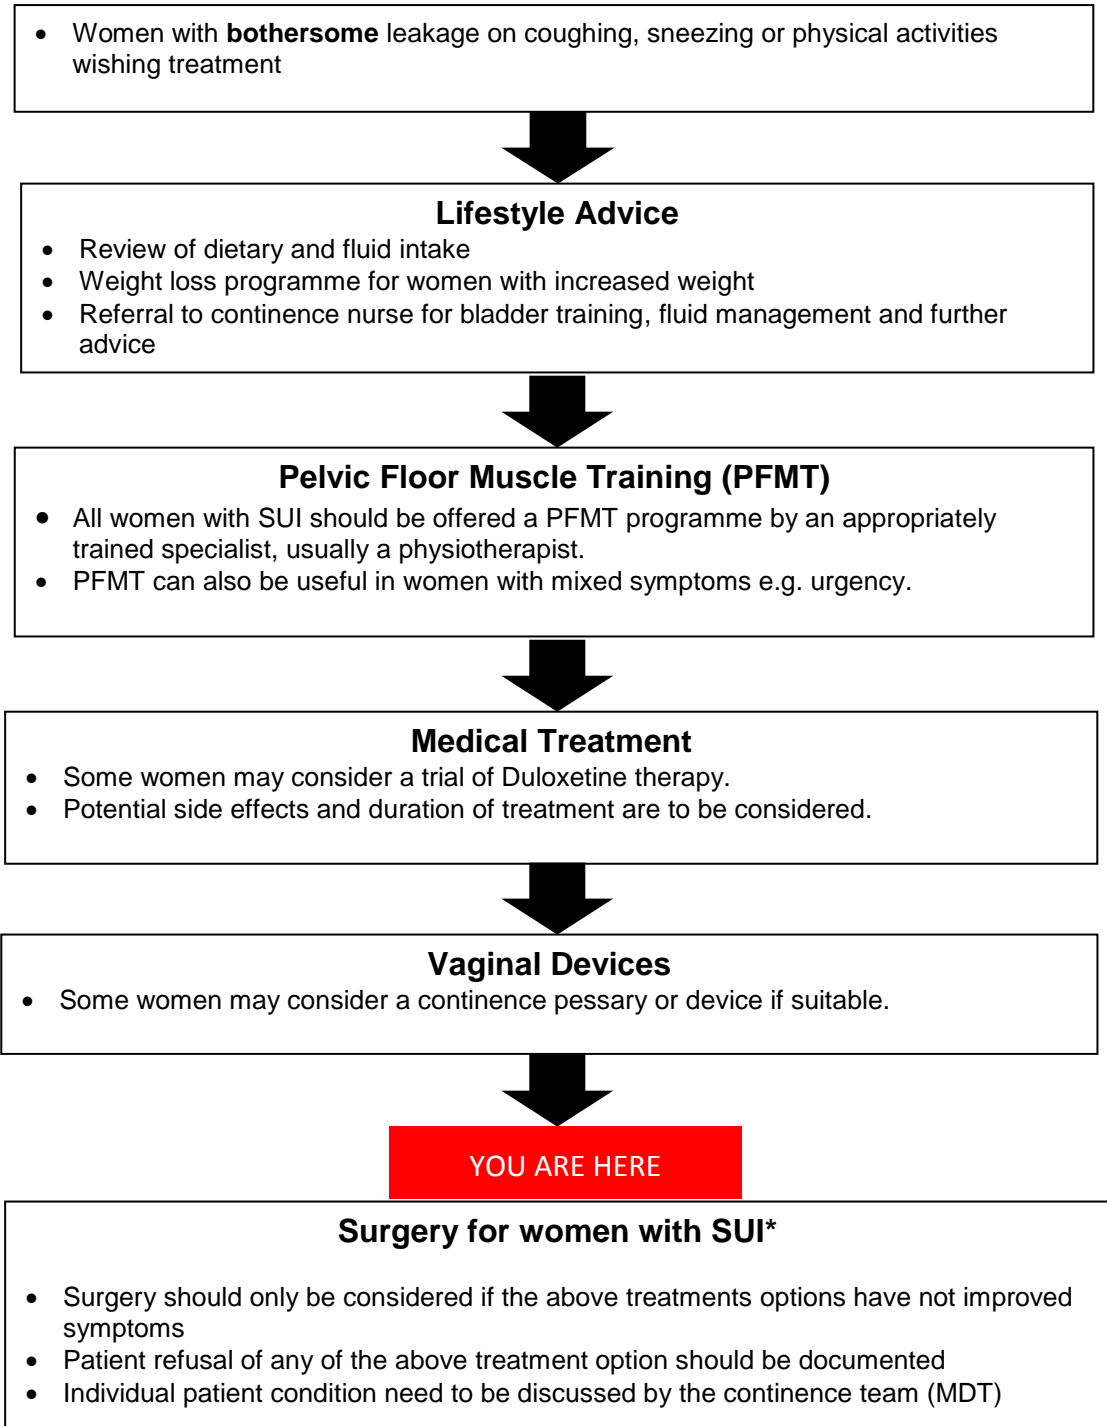 • Women with bothersome leakage on coughing, sneezing or physical activities
wishing treatment
Lifestyle Advice
• Review of dietary and fluid intake
• Weight loss programme for women with increased weight
• Referral to continence nurse for bladder training, fluid management and further
advice
Pelvic Floor Muscle Training (PFMT)
• All women with SUI should be offered a PFMT programme by an appropriately
trained specialist, usually a physiotherapist.
• PFMT can also be useful in women with mixed symptoms e.g. urgency.
Medical Treatment
• Some women may consider a trial of Duloxetine therapy.
• Potential side effects and duration of treatment are to be considered.
Vaginal Devices
• Some women may consider a continence pessary or device if suitable.
YOU ARE HERE
Surgery for women with SUI*
• Surgery should only be considered if the above treatments options have not improved
symptoms
• Patient refusal of any of the above treatment option should be documented
• Individual patient condition need to be discussed by the continence team (MDT)